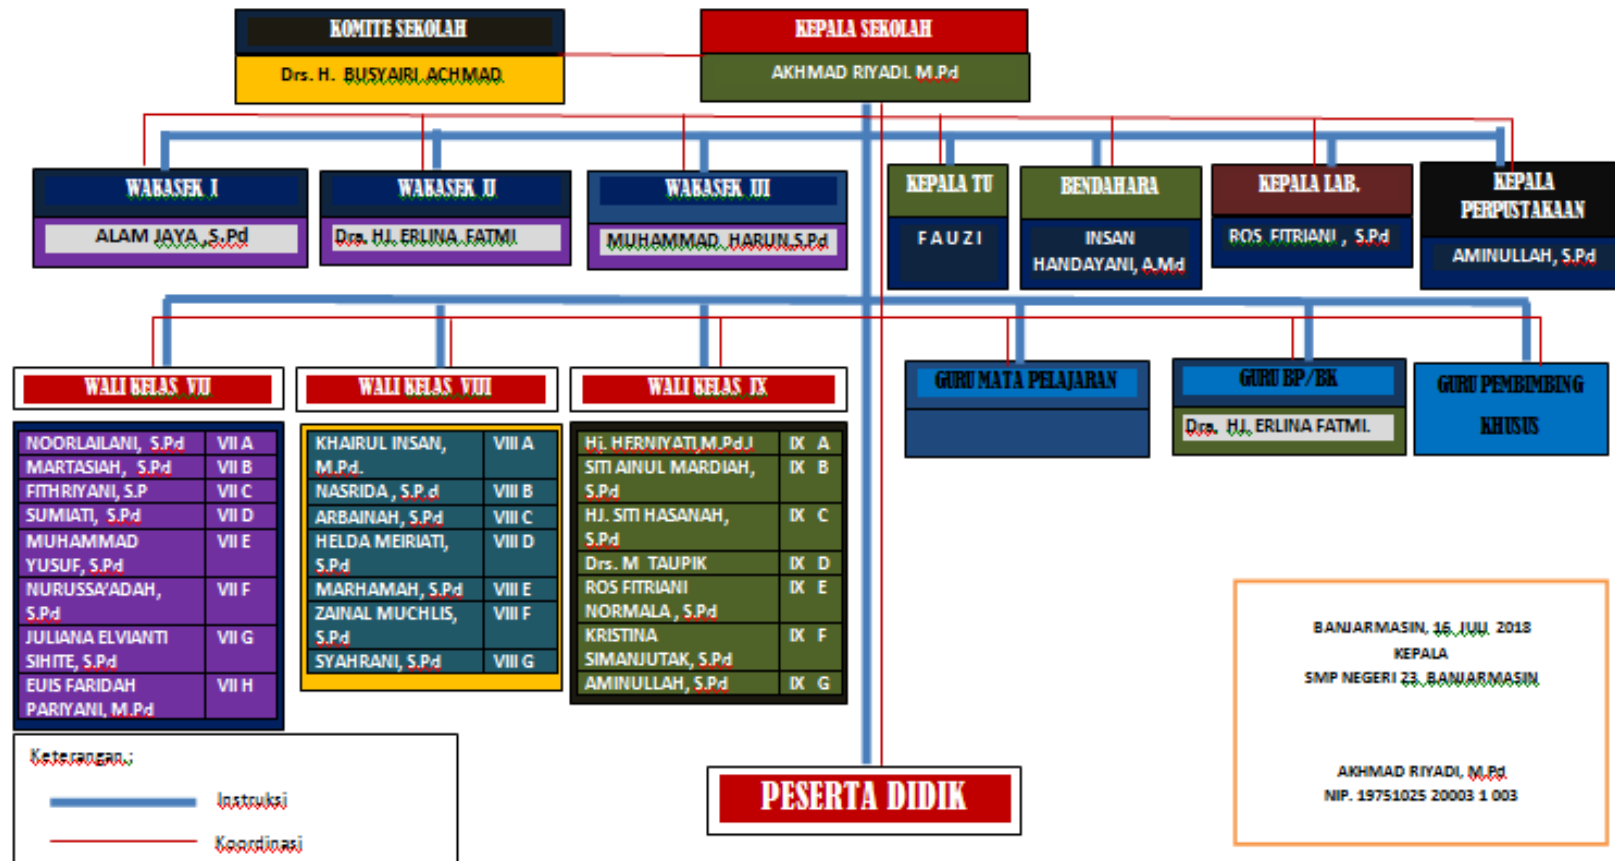 KOMITE SEKOLAH
Drs. H. BUSYAIRI ACHMAD
KEPALA SEKOLAH
AKHMAD RIYADI. M.Pd
WAKASEK I
ALAM JAYA ,S.Pd
WAKASEK II
Dra. HJ. ERLINA FATMI
WAKASEK III
MUHAMMAD HARUN,S.Pd
KEPALA TU
F A U Z I
BENDAHARA
INSAN
HANDAYANI, A.Md
KEPALA LAB.
ROS FITRIANI , S.Pd
KEPALA
PERPUSTAKAAN
AMINULLAH, S.Pd
WALI KELAS VII
NOORLAILANI, S.Pd VII A
MARTASIAH, S.Pd VII B
FITHRIYANI, S.P VII C
SUMIATI, S.Pd VII D
MUHAMMAD VII E
YUSUF, S.Pd
NURUSSA'ADAH, VII F
S.Pd
JULIANA ELVIANTI VII G
SIHITE, S.Pd
EUIS FARIDAH VII H
PARIYANI, M.Pd
WALI KELAS VIII
KHAIRUL INSAN, VIII A
M.Pd.
NASRIDA , S.P.d VIII B
ARBAINAH, S.Pd VIII C
HELDA MEIRIATI, VIII D
S.Pd
MARHAMAH, S.Pd VIII E
ZAINAL MUCHLIS, VIII F
S.Pd
SYAHRANI, S.Pd VIII G
WALI KELAS IX
Hj. HERNIYATI,M.Pd.I IX A
SITI AINUL MARDIAH, IX B
S.Pd
HJ. SITI HASANAH, IX C
S.Pd
Drs. M TAUPIK IX D
ROS FITRIANI IX E
NORMALA , S.Pd
KRISTINA IX F
SIMANJUTAK, S.Pd
AMINULLAH, S.Pd IX G
GURU MATA PELAJARAN
GURU BP/BK
Dra. HJ. ERLINA FATMI.
GURU PEMBIMBING
KHUSUS
Keterangan.;
Instruksi
Koordinasi
PESERTA DIDIK
BANJARMASIN, 16 JULI 2018
KEPALA
SMP NEGERI 23 BANJARMASIN
AKHMAD RIYADI, M.Pd
NIP. 19751025 20003 1 003